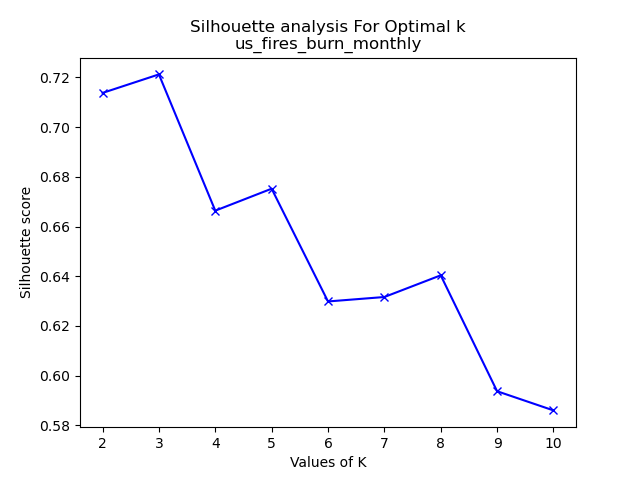 Silhouette analysis For Optimal k
us_fires_burn_monthly
Silhouette score
0.72
0.70
0.68
0.66
0.64
0.62
0.60
0.58
2 3 4 5 6 7 8 9 10
Values of K